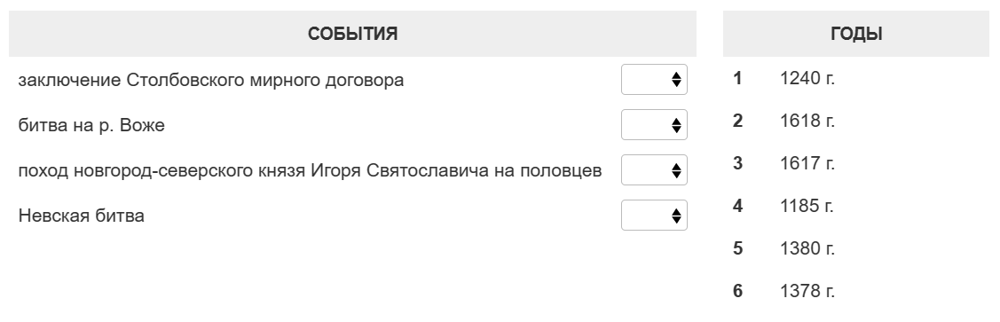 СОБЫТИЯ
заключение Столбовского мирного договора
битва на р. Воже
поход новгород-северского князя Игоря Святославича на половцев
Невская битва
ГОДЫ
1 1240 г.
2 1618 г.
3 1617 г.
4 1185 г.
5 1380 г.
6 1378 г.